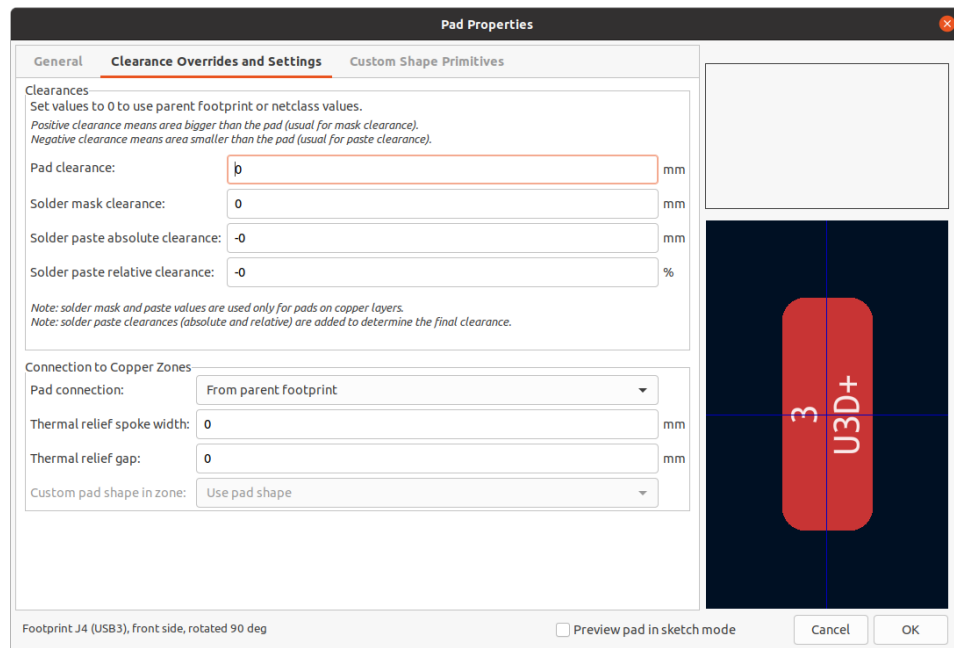 Pad Properties
General Clearance Overrides and Settings Custom Shape Primitives
Clearances
Set values to 0 to use parent footprint or netclass values.
Positive clearance means area bigger than the pad (usual for mask clearance).
Negative clearance means area smaller than the pad (usual for paste clearance).
Pad clearance: 0 mm
Solder mask clearance: 0 mm
Solder paste absolute clearance: -0 mm
Solder paste relative clearance: -0 %
Note: solder mask and paste values are used only for pads on copper layers.
Note: solder paste clearances (absolute and relative) are added to determine the final clearance.
Connection to Copper Zones
Pad connection: From parent footprint
Thermal relief spoke width: 0 mm
Thermal relief gap: 0 mm
Custom pad shape in zone: Use pad shape
3
U3D+
Footprint J4 (USB3), front side, rotated 90 deg
Preview pad in sketch mode
Cancel
OK